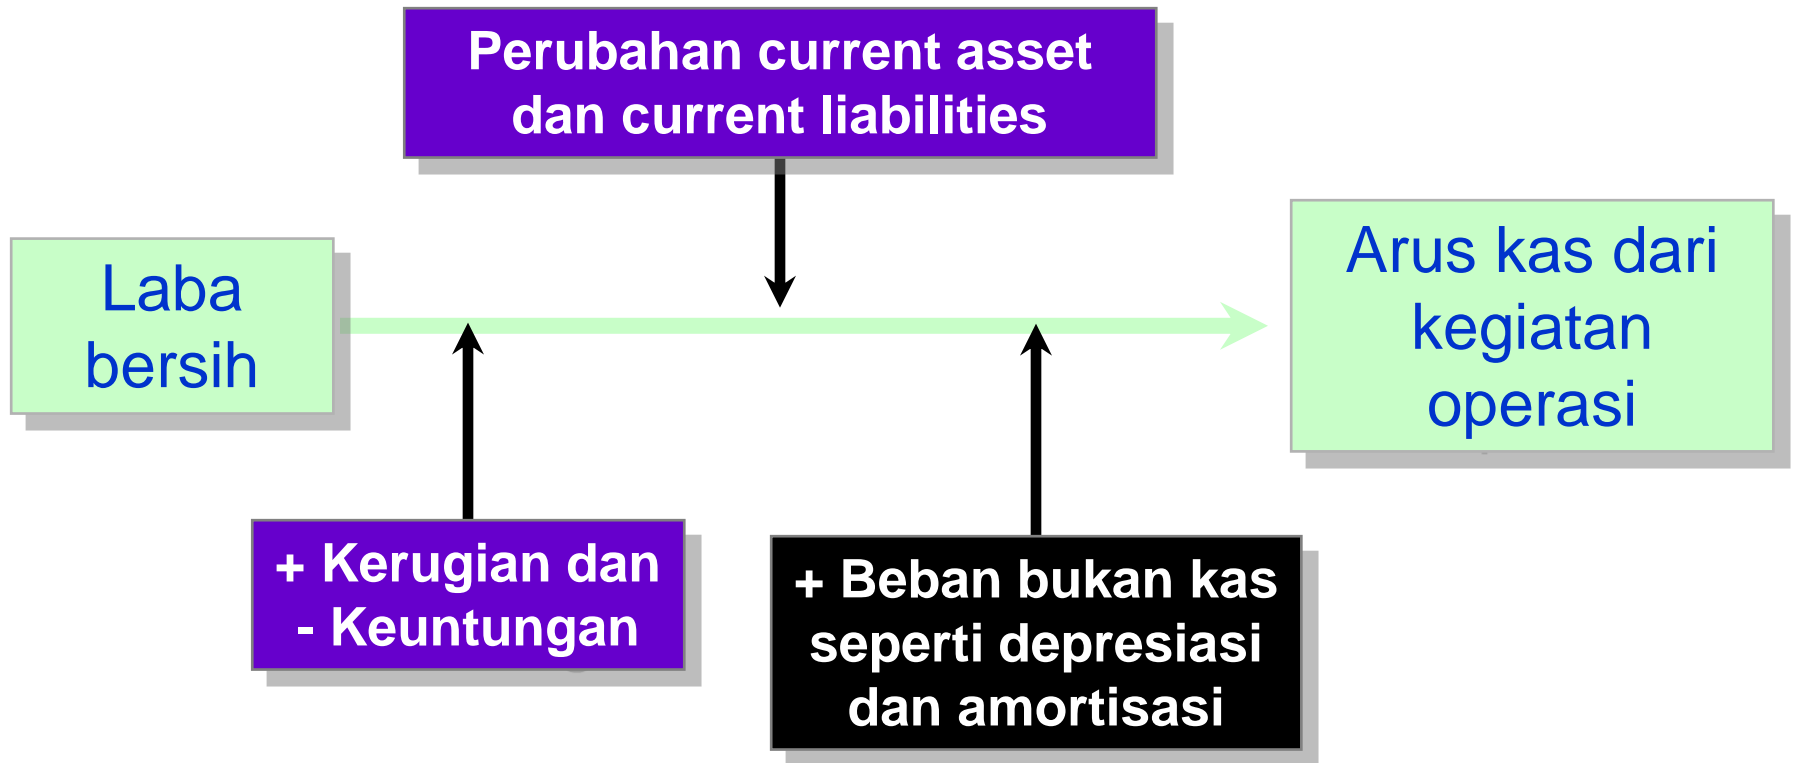 Perubahan current asset
dan current liabilities
Laba
bersih
Arus kas dari
kegiatan
operasi
+ Kerugian dan
- Keuntungan
+ Beban bukan kas
seperti depresiasi
dan amortisasi